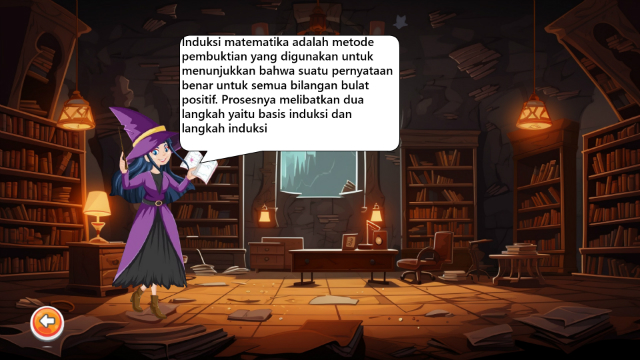 Induksi matematika adalah metode
pembuktian yang digunakan untuk
menunjukkan bahwa suatu pernyataan
benar untuk semua bilangan bulat
positif. Prosesnya melibatkan dua
langkah yaitu basis induksi dan
langkah induksi